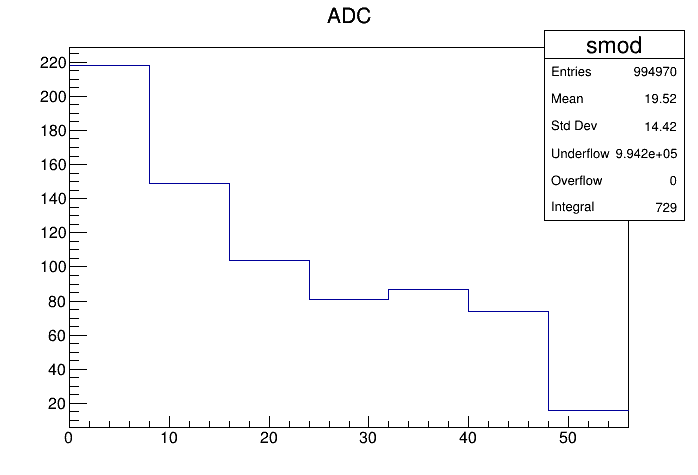 ADC
smod
Entries 994970
Mean 19.52
Std Dev 14.42
Underflow 9.942e+05
Overflow 0
Integral 729
220
200
180
160
140
120
100
80
60
40
20
0 10 20 30 40 50